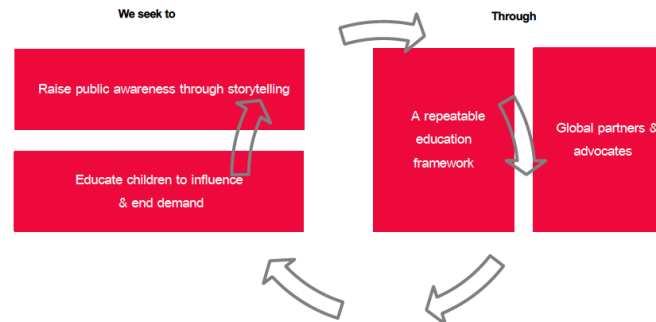 We seek to
Through
Raise public awareness through storytelling
Educate children to influence
& end demand
A repeatable
education
framework
Global partners &
advocates